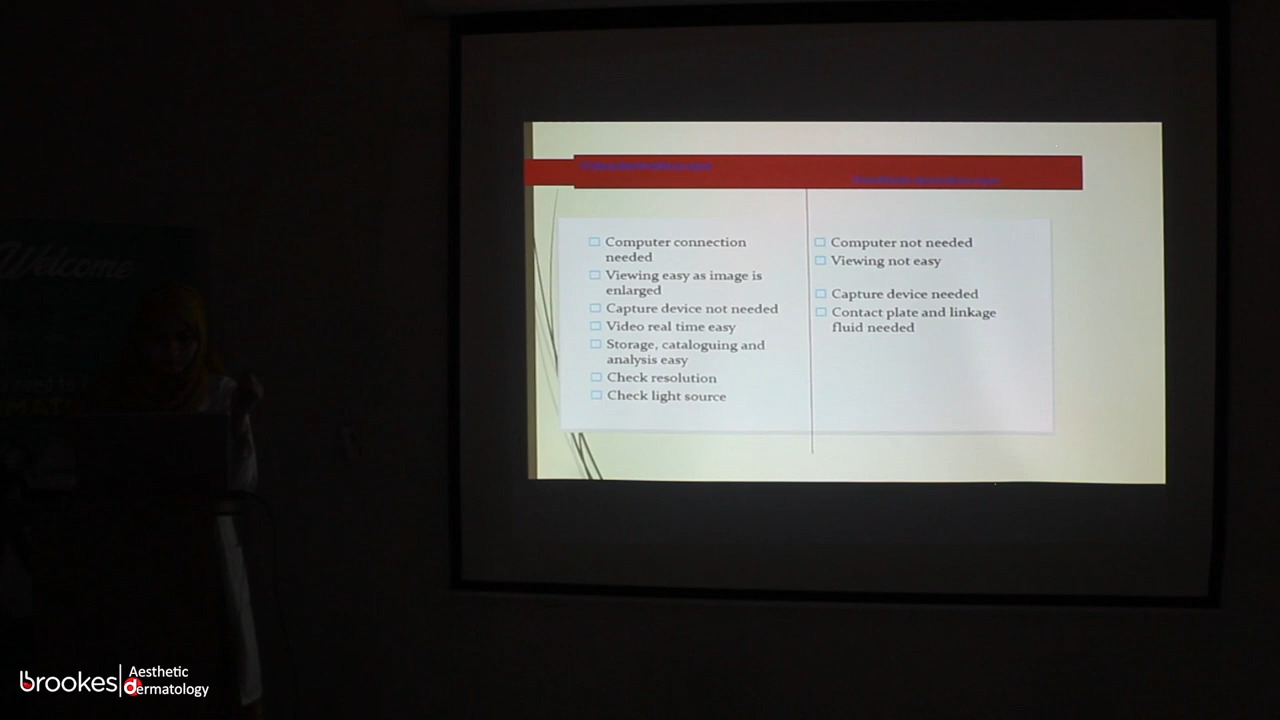 Welcome
Computer connection
needed
Viewing easy as image is
enlarged
Capture device not needed
Video real time easy
Storage, cataloguing and
analysis easy
Check resolution
Check light source
Computer not needed
Viewing not easy
Capture device needed
Contact plate and linkage
fluid needed
brookes
Aesthetic
dermatology